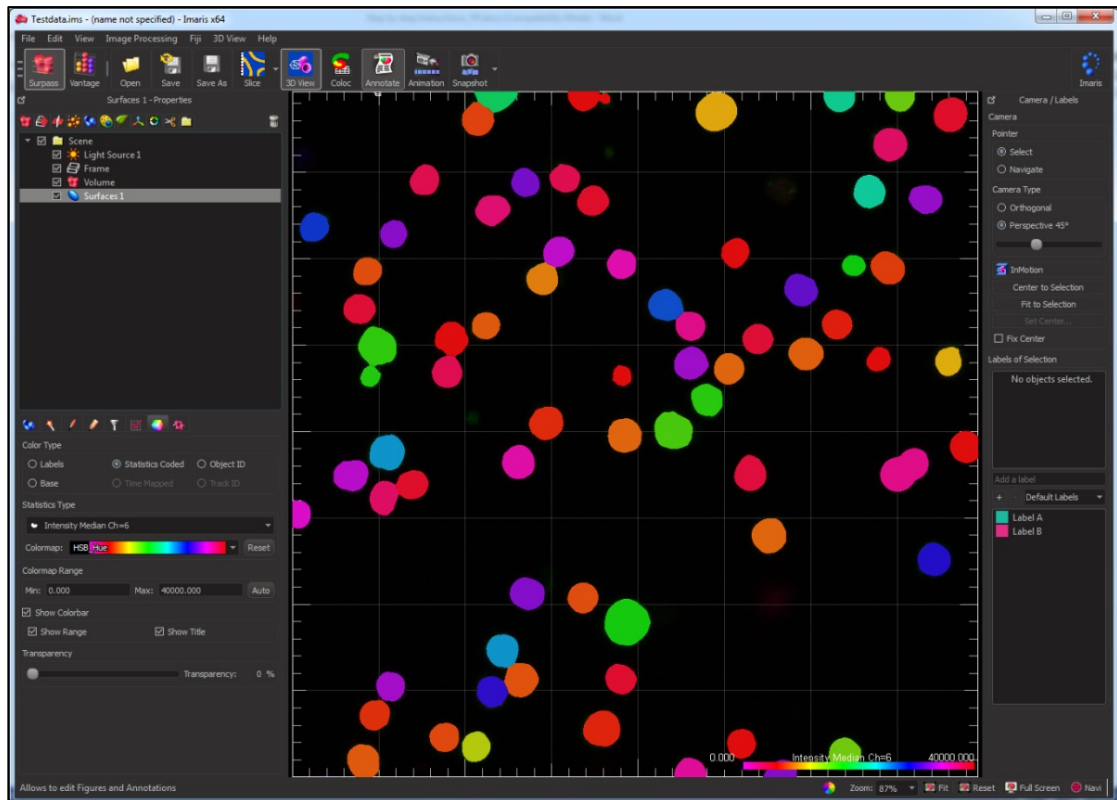 Testdata.ims - (name not specified) - Imaris x64
File Edit View Image Processing Fiji 3D View Help
Surpass Vantage Open Save Save As Slice 3D View Coloc Annotate Animation Snapshot Imaris
Surfaces 1 - Properties
Scene
Light Source 1
Frame
Volume
Surfaces 1
Color Type
Labels Statistics Coded Object ID
Base Time Mapped Track ID
Statistics Type
Intensity Median Ch=6
Colormap: HSB Hue Reset
Colormap Range
Min: 0.000 Max: 40000.000 Auto
Show Colorbar
Show Range Show Title
Transparency
Transparency: 0 %
0.000 Intensity Median Ch=6 40000.000
Camera / Labels
Camera
Pointer
Select
Navigate
Camera Type
Orthogonal
Perspective 45°
InMotion
Center to Selection
Fit to Selection
Set Center...
Fix Center
Labels of Selection
No objects selected.
Add a label
+ - Default Labels
Label A
Label B
Allows to edit Figures and Annotations
Zoom: 87% Fit Reset Full Screen Navi